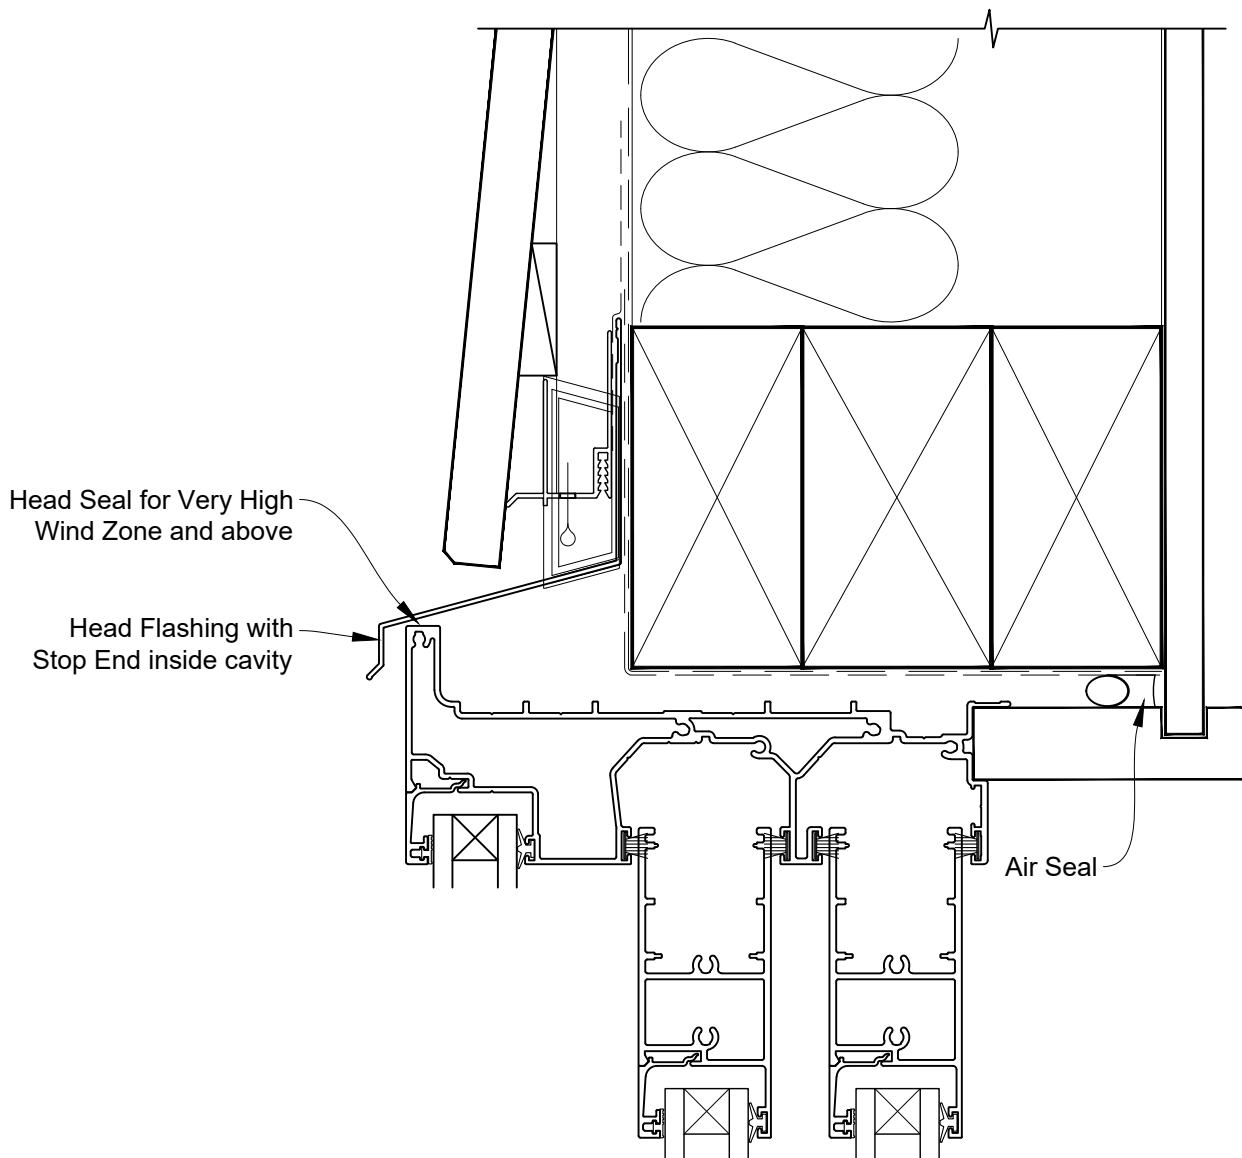 Head Seal for Very High
Wind Zone and above
Head Flashing with
Stop End inside cavity
Air Seal